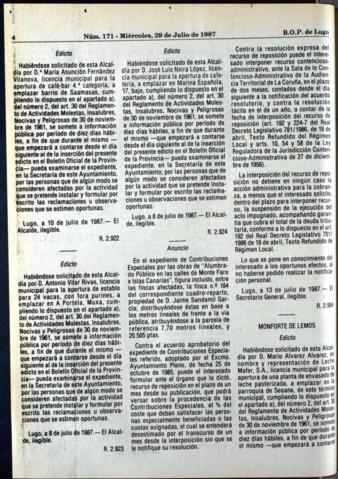 4
Núm. 171 - Miércoles, 29 de Julio de 1987
B.O.P. de Lugo
Edicto
Habiéndose solicitado de esta Alcaldía por D.ª María Asunción Fernández
Vilanova, licencia municipal para la
apertura de café-bar 4.ª categoría, a
emplazar barrio de Saamasas, cumpliendo lo dispuesto en el apartado a),
del número 2, del art. 30 del Reglamento de Actividades Molestas, Insalubres,
Nocivas y Peligrosas de 30 de noviembre de 1961, se somete a información
pública por período de diez días hábiles, a fin de que durante el mismo —
que empezará a contarse desde el día
siguiente al de la inserción del presente
edicto en el Boletín Oficial de la Provincia— pueda examinarse el expediente,
en la Secretaría de este Ayuntamiento,
por las personas que de algún modo se
consideren afectadas por la actividad
que se pretende instalar y formular por
escrito las reclamaciones u observaciones que se estimen oportunas.
Lugo, a 10 de julio de 1987.— El
Alcalde, ilegible.
R. 2.922
Edicto
Habiéndose solicitado de esta Alcaldía por D. Antonio Vilar Rivas, licencia
municipal para la apertura de establo
para 24 vacas, con fosa purines, a
emplazar en A Portela, Muxa, cumpliendo lo dispuesto en el apartado a),
del número 2, del art. 30 del Reglamento
de Actividades Molestas, Insalubres,
Nocivas y Peligrosas de 30 de noviembre de 1961, se somete a información
pública por período de diez días hábiles, a fin de que durante el mismo —
que empezará a contarse desde el día
siguiente al de la inserción del presente
edicto en el Boletín Oficial de la Provincia— pueda examinarse el expediente,
en la Secretaría de este Ayuntamiento,
por las personas que de algún modo se
consideren afectadas por la actividad
que se pretende instalar y formular por
escrito las reclamaciones u observaciones que se estimen oportunas.
Lugo, a 8 de julio de 1987.— El Alcalde, ilegible.
R. 2.923
Edicto
Habiéndose solicitado de esta Alcaldía por D. José Luis Neira López, licencia municipal para la apertura de cafetería, a emplazar en Marina Española,
17, bajo, cumpliendo lo dispuesto en el
apartado a), del número 2, del art. 30 del
Reglamento de Actividades Molestas,
Insalubres, Nocivas y Peligrosas de 30
de noviembre de 1961, se somete a
información pública por período de diez
días hábiles, a fin de que durante el
mismo —que empezará a contarse
desde el día siguiente al de la inserción
del presente edicto en el Boletín Oficial
de la Provincia— pueda examinarse el
expediente, en la Secretaría de este
Ayuntamiento, por las personas que de
algún modo se consideren afectadas
por la actividad que se pretende instalar
y formular por escrito las reclamaciones
u observaciones que se estimen oportunas.
Lugo, a 8 de julio de 1987.— El Alcalde, ilegible.
R. 2.924
Anuncio
En el expediente de Contribuciones
Especiales por las obras de "Alumbrado Público en las calles de Monte Faro
e Islas Canarias", figura incluido, entre
las fincas afectadas, la finca n.º 184
del correspondiente cuadro-reparto,
propiedad de D. Jaime Sandamil García; distribuyéndose éstas en base a
los metros lineales de frente a la vía
pública, atribuyéndosele a la parcela de
referencia 7,70 metros lineales, y
20.505 ptas.
Contra el acuerdo aprobatorio del
expediente de Contribuciones Especiales referido, adoptado por el Excmo.
Ayuntamiento Pleno, de fecha 25 de
octubre de 1985, podrá el interesado
formular ante el órgano que lo adoptó
recurso de reposición en el plazo de un
mes desde su publicación, que podrá
versar sobre la procedencia de las
Contribuciones Especiales, el % del
coste que deban satisfacer las personas especialmente beneficiadas o las
cuotas asignadas, el cual se entenderá
desestimado por el transcurso de un
mes desde la interposición sin que se
le notifique su resolución.
Contra la resolución expresa del
recurso de reposición puede el interesado interponer recurso contencioso-administrativo, ante la Sala de lo Contencioso-Administrativo de la Audiencia
Territorial de La Coruña, en el plazo
de dos meses, contados desde el día
siguiente a la notificación del acuerdo
resolutorio, y contra la resolución tácita en el de un año, a contar de la
fecha de interposición del recurso de
reposición (art. 192 y 234-7 del Real
Decreto Legislativo 781/1986, de 18 de
abril, Texto Refundido del Régimen
Local y arts. 10, 54 y 58 de la Ley
Reguladora de la Jurisdicción Contencioso-Administrativa de 27 de diciembre de 1956).
La interposición del recurso de reposición no detiene en ningún caso la
acción administrativa para la cobranza, a menos que el interesado solicite,
dentro del plazo para interponer recurso, la suspensión de la ejecución del
acto impugnado, acompañando garantía que cubra el total de la deuda tributaria, conforme a lo dispuesto en el art.
192 del Real Decreto Legislativo 781/
1986 de 18 de abril, Texto Refundido de
Régimen Local.
Lo que se pone en conocimiento del
interesado a los oportunos efectos, al
no haberse podido realizar la notificación personal.
Lugo, a 13 de julio de 1987.— El
Secretario General, ilegible.
R. 2.984
MONFORTE DE LEMOS
Edicto
Habiéndose solicitado de esta Alcaldía por D. Mario Alvarez Alvarez, en
nombre y representación de Leche
Mafer, S.A., licencia municipal para la
apertura de una planta de envasado de
leche pasterizada, a emplazar en la
parroquia de Seoane, de este término
municipal, cumpliendo lo dispuesto en
el apartado a), del número 2, del art. 30
del Reglamento de Actividades Molestas, Insalubres, Nocivas y Peligrosas
de 30 de noviembre de 1961, se somete
a información pública por período de
diez días hábiles, a fin de que durante
el mismo —que empezará a contarse